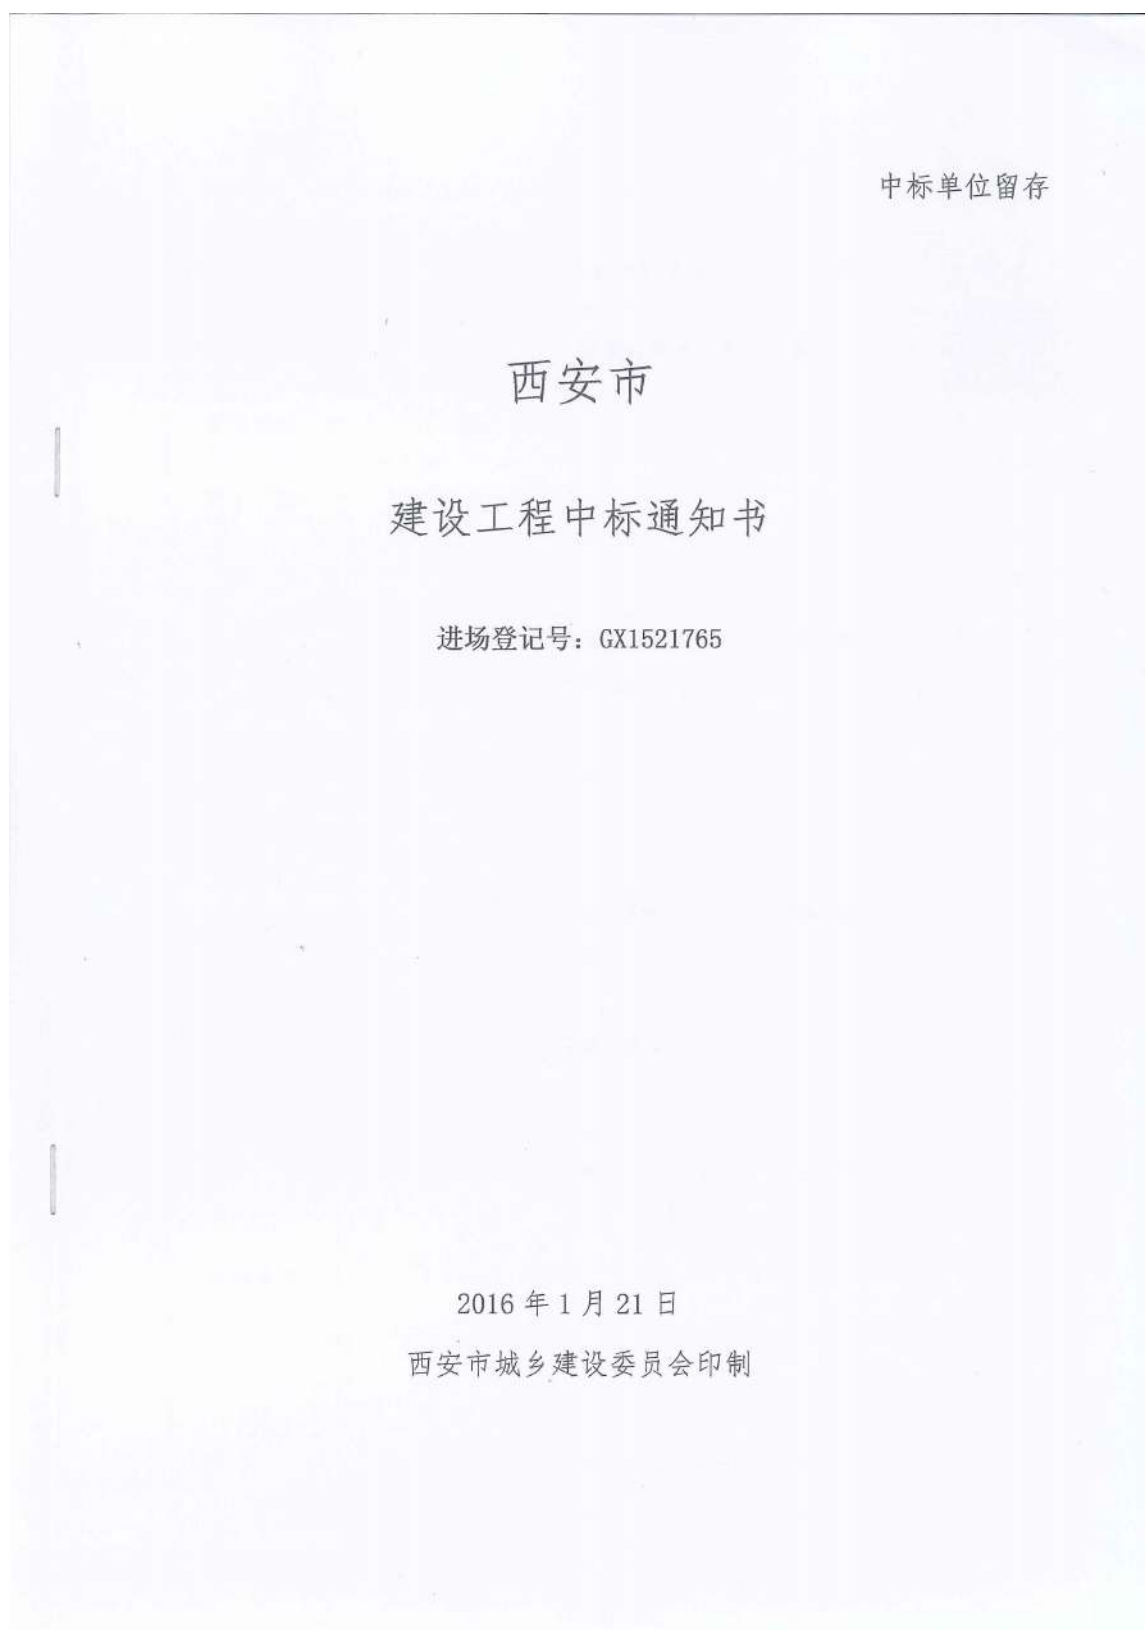 中标单位留存
西安市
建设工程中标通知书
进场登记号：GX1521765
2016年1月21日
西安市城乡建设委员会印制